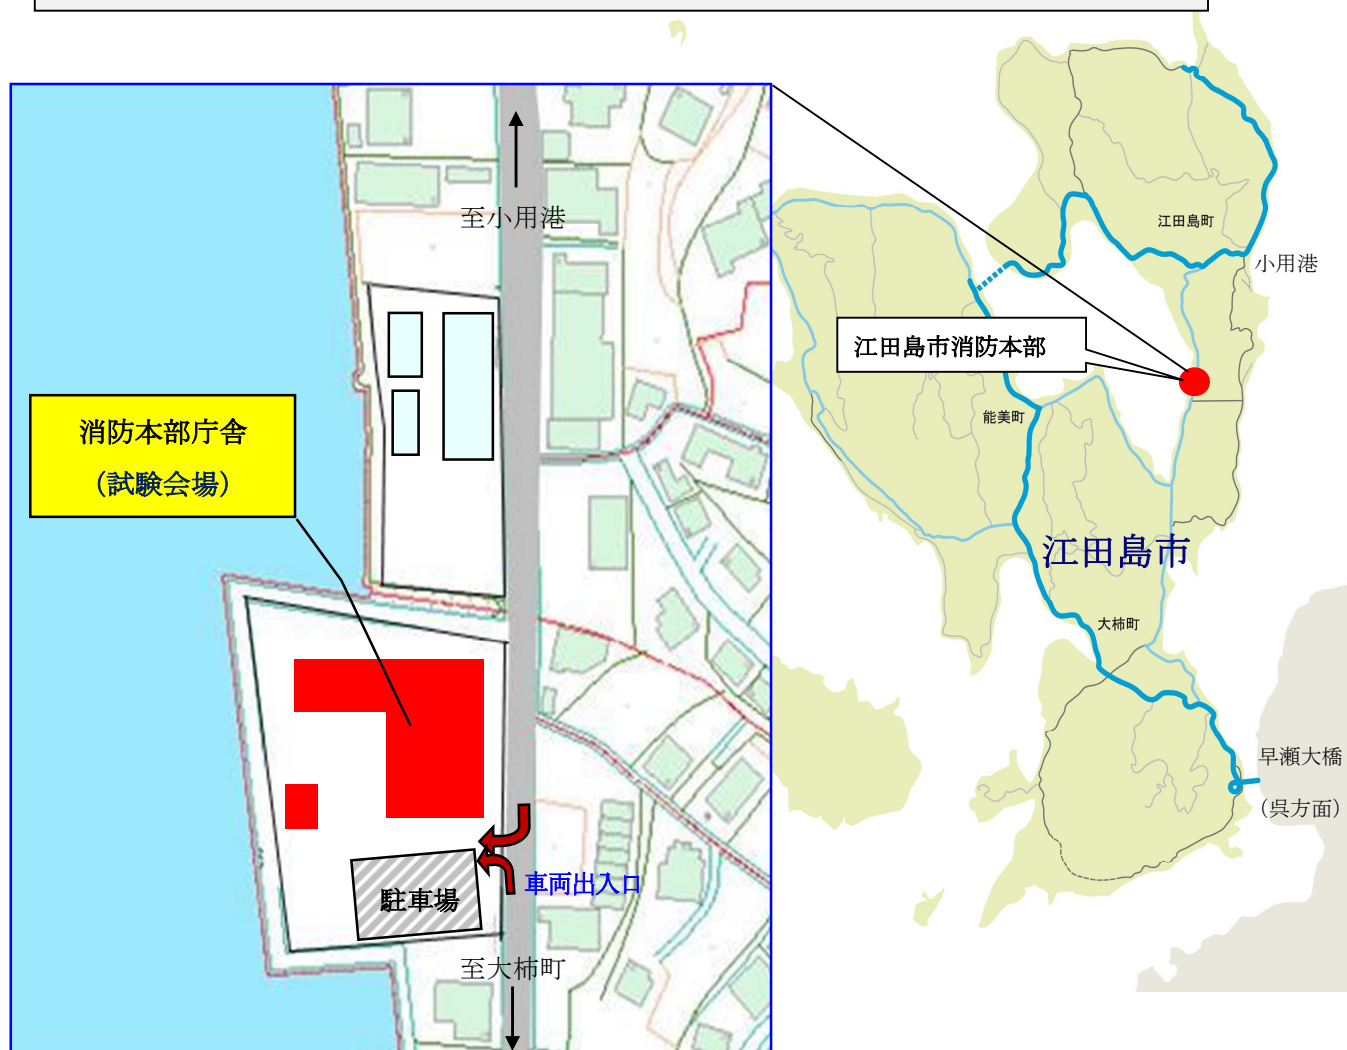 至小用港
消防本部庁舎
（試験会場）
駐車場
車両出入口
至大柿町
江田島町
小用港
江田島市消防本部
能美町
江田島市
大柿町
早瀬大橋
（呉方面）